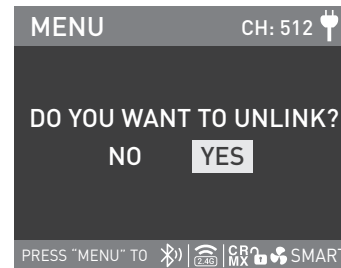 MENU CH: 512
DO YOU WANT TO UNLINK?
NO YES
PRESS "MENU" TO 2.4G CR MX SMART